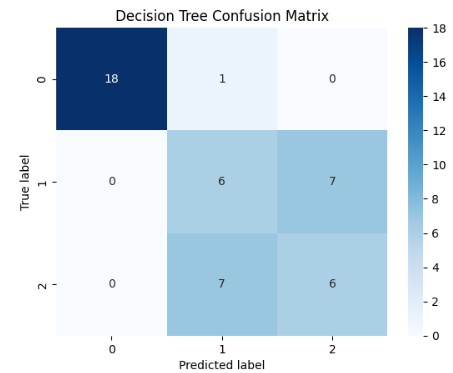 Decision Tree Confusion Matrix
True label
0
1
2
18 1 0
0 6 7
0 7 6
0 1 2
Predicted label
18
16
14
12
10
8
6
4
2
0